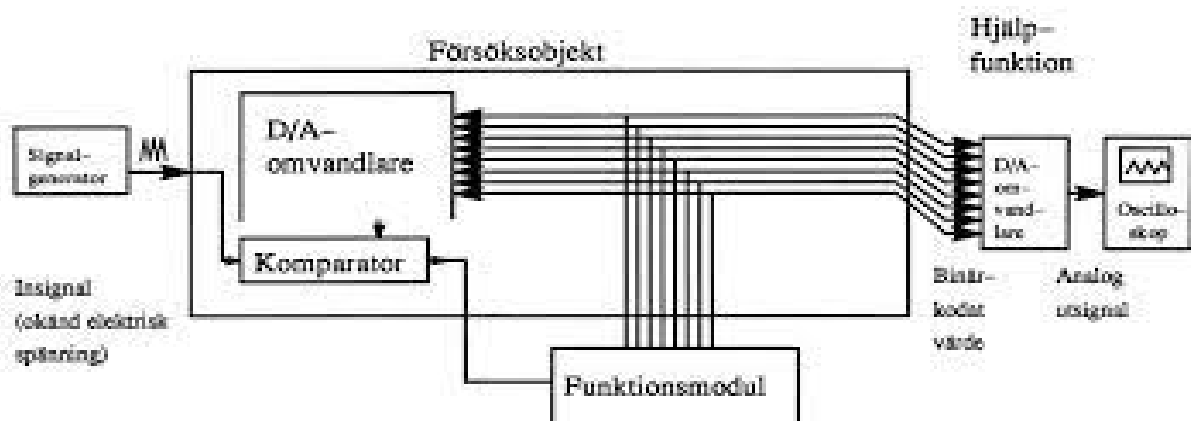 Försöksobjekt
Hjälp–
funktion
D/A–
omvandlare
Signal–
generator
D/A–
om–
vand–
lare
Oscillo–
skop
Komparator
Insignal
(okänd elektrisk
spänning)
Binär–
kodat
värde
Analog
utsignal
Funktionsmodul